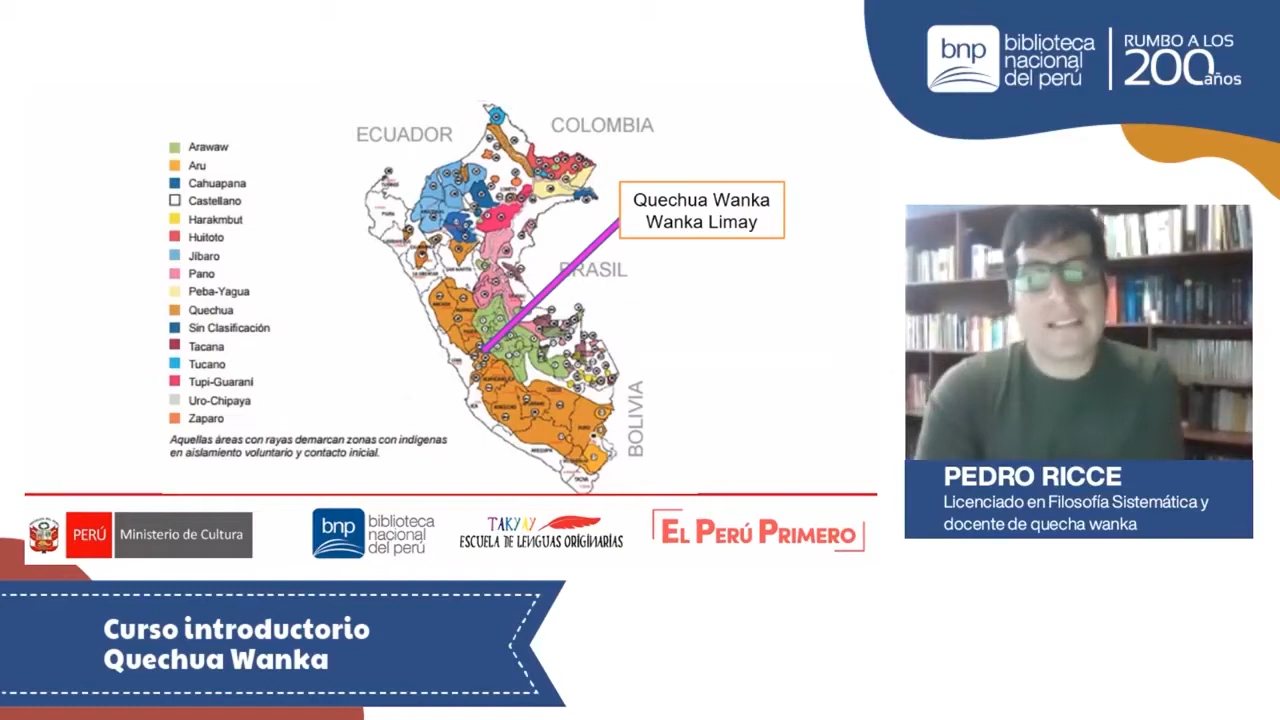 bnp
biblioteca
nacional
del perú
RUMBO A LOS
200 años
ECUADOR
COLOMBIA
Arawaw
Aru
Cahuapana
Castellano
Harakmbut
Huitoto
Jíbaro
Pano
Peba-Yagua
Quechua
Sin Clasificación
Tacana
Tucano
Tupi-Guaraní
Uro-Chipaya
Zaparo
Quechua Wanka
Wanka Limay
BRASIL
BOLIVIA
Aquellas áreas con rayas demarcan zonas con indígenas
en aislamiento voluntario y contacto inicial.
PEDRO RICCE
Licenciado en Filosofía Sistemática y
docente de quecha wanka
PERÚ
Ministerio de Cultura
bnp
biblioteca
nacional
del perú
TAKYAY
ESCUELA DE LENGUAS ORIGINARIAS
EL PERÚ PRIMERO
Curso introductorio
Quechua Wanka